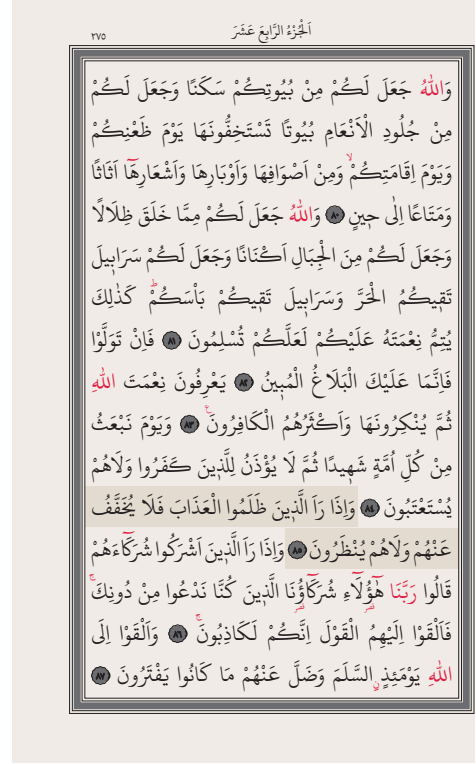 اَلْجُزْءُ الرَّابِعَ عَشَرَ
٢٧٥
وَاللّٰهُ جَعَلَ لَكُمْ مِنْ بُيُوتِكُمْ سَكَنًا وَجَعَلَ لَكُمْ
مِنْ جُلُودِ الْاَنْعَامِ بُيُوتًا تَسْتَخِفُّونَهَا يَوْمَ ظَعْنِكُمْ
وَيَوْمَ اِقَامَتِكُمْۙ وَمِنْ اَصْوَافِهَا وَاَوْبَارِهَا وَاَشْعَارِهَٓا اَثَاثًا
وَمَتَاعًا اِلٰى ح۪ينٍ ﴿٨٠﴾ وَاللّٰهُ جَعَلَ لَكُمْ مِمَّا خَلَقَ ظِلَالًا
وَجَعَلَ لَكُمْ مِنَ الْجِبَالِ اَكْنَانًا وَجَعَلَ لَكُمْ سَرَاب۪يلَ
تَق۪يكُمُ الْحَرَّ وَسَرَاب۪يلَ تَق۪يكُمْ بَأْسَكُمْۜ كَذٰلِكَ
يُتِمُّ نِعْمَتَهُ عَلَيْكُمْ لَعَلَّكُمْ تُسْلِمُونَ ﴿٨١﴾ فَاِنْ تَوَلَّوْا
فَاِنَّمَا عَلَيْكَ الْبَلَاغُ الْمُب۪ينُ ﴿٨٢﴾ يَعْرِفُونَ نِعْمَتَ اللّٰهِ
ثُمَّ يُنْكِرُونَهَا وَاَكْثَرُهُمُ الْكَافِرُونَ۟ ﴿٨٣﴾ وَيَوْمَ نَبْعَثُ
مِنْ كُلِّ اُمَّةٍ شَه۪يدًا ثُمَّ لَا يُؤْذَنُ لِلَّذ۪ينَ كَفَرُوا وَلَاهُمْ
يُسْتَعْتَبُونَ ﴿٨٤﴾ وَاِذَا رَاَ الَّذ۪ينَ ظَلَمُوا الْعَذَابَ فَلَا يُخَفَّفُ
عَنْهُمْ وَلَاهُمْ يُنْظَرُونَ ﴿٨٥﴾ وَاِذَا رَاَ الَّذ۪ينَ اَشْرَكُوا شُرَكَٓاءَهُمْ
قَالُوا رَبَّنَا هٰٓؤُ۬لَٓاءِ شُرَكَٓاؤُ۬نَا الَّذ۪ينَ كُنَّا نَدْعُوا مِنْ دُونِكَۚ
فَاَلْقَوْا اِلَيْهِمُ الْقَوْلَ اِنَّكُمْ لَكَاذِبُونَۚ ﴿٨٦﴾ وَاَلْقَوْا اِلَى
اللّٰهِ يَوْمَئِذٍۨ السَّلَمَ وَضَلَّ عَنْهُمْ مَا كَانُوا يَفْتَرُونَ ﴿٨٧﴾